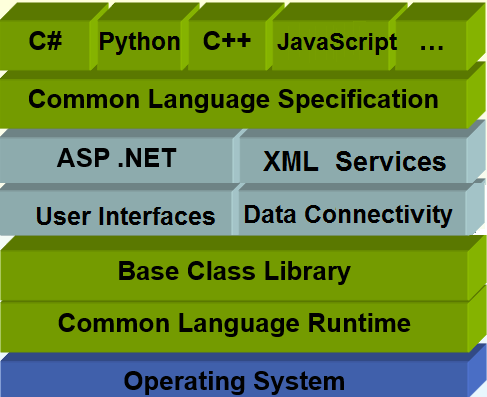 C# Python C++ JavaScript ...
Common Language Specification
ASP .NET XML Services
User Interfaces Data Connectivity
Base Class Library
Common Language Runtime
Operating System